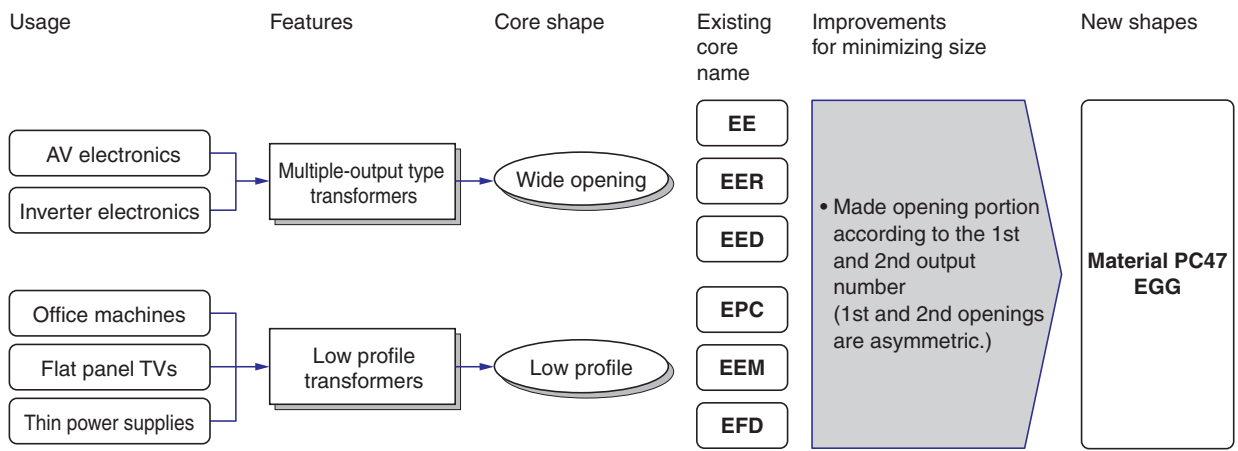 Usage
Features
Core shape
Existing
core
name
Improvements
for minimizing size
New shapes
AV electronics
Inverter electronics
Multiple-output type
transformers
Wide opening
EE
EER
EED
Office machines
Flat panel TVs
Thin power supplies
Low profile
transformers
Low profile
EPC
EEM
EFD
• Made opening portion
according to the 1st
and 2nd output
number
(1st and 2nd openings
are asymmetric.)
Material PC47
EGG